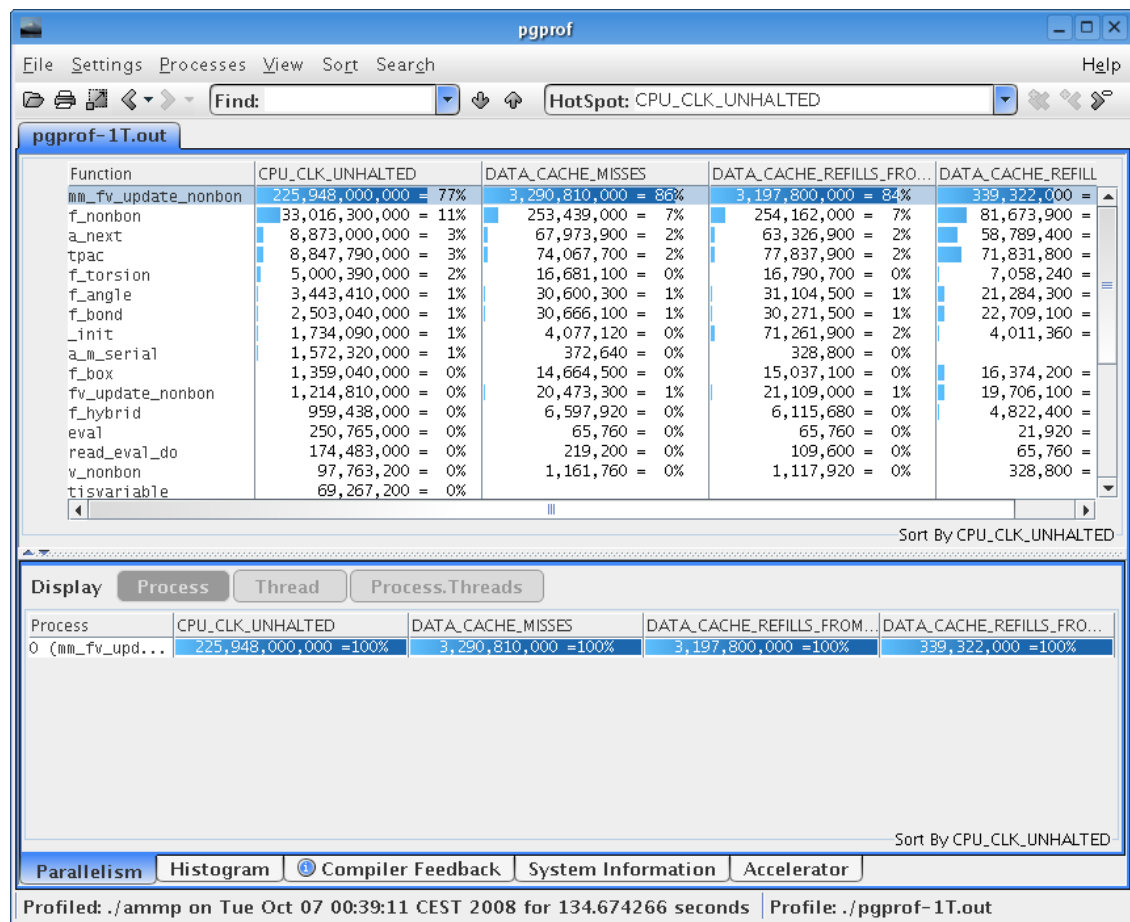 pgprof
File Settings Processes View Sort Search Help
Find: HotSpot: CPU_CLK_UNHALTED
pgprof-1T.out
Function CPU_CLK_UNHALTED DATA_CACHE_MISSES DATA_CACHE_REFILLS_FRO... DATA_CACHE_REFILL
mm_fv_update_nonbon 225,948,000,000 = 77% 3,290,810,000 = 86% 3,197,800,000 = 84% 339,322,000 =
f_nonbon 33,016,300,000 = 11% 253,439,000 = 7% 254,162,000 = 7% 81,673,900 =
a_next 8,873,000,000 = 3% 67,973,900 = 2% 63,326,900 = 2% 58,789,400 =
tpac 8,847,790,000 = 3% 74,067,700 = 2% 77,837,900 = 2% 71,831,800 =
f_torsion 5,000,390,000 = 2% 16,681,100 = 0% 16,790,700 = 0% 7,058,240 =
f_angle 3,443,410,000 = 1% 30,600,300 = 1% 31,104,500 = 1% 21,284,300 =
f_bond 2,503,040,000 = 1% 30,666,100 = 1% 30,271,500 = 1% 22,709,100 =
_init 1,734,090,000 = 1% 4,077,120 = 0% 71,261,900 = 2% 4,011,360 =
a_m_serial 1,572,320,000 = 1% 372,640 = 0% 328,800 = 0%
f_box 1,359,040,000 = 0% 14,664,500 = 0% 15,037,100 = 0% 16,374,200 =
fv_update_nonbon 1,214,810,000 = 0% 20,473,300 = 1% 21,109,000 = 1% 19,706,100 =
f_hybrid 959,438,000 = 0% 6,597,920 = 0% 6,115,680 = 0% 4,822,400 =
eval 250,765,000 = 0% 65,760 = 0% 65,760 = 0% 21,920 =
read_eval_do 174,483,000 = 0% 219,200 = 0% 109,600 = 0% 65,760 =
v_nonbon 97,763,200 = 0% 1,161,760 = 0% 1,117,920 = 0% 328,800 =
tisvariable 69,267,200 = 0%
Sort By CPU_CLK_UNHALTED
Display Process Thread Process.Threads
Process CPU_CLK_UNHALTED DATA_CACHE_MISSES DATA_CACHE_REFILLS_FROM... DATA_CACHE_REFILLS_FRO...
0 (mm_fv_upd... 225,948,000,000 =100% 3,290,810,000 =100% 3,197,800,000 =100% 339,322,000 =100%
Sort By CPU_CLK_UNHALTED
Parallelism Histogram Compiler Feedback System Information Accelerator
Profiled: ./ammp on Tue Oct 07 00:39:11 CEST 2008 for 134.674266 seconds Profile: ./pgprof-1T.out